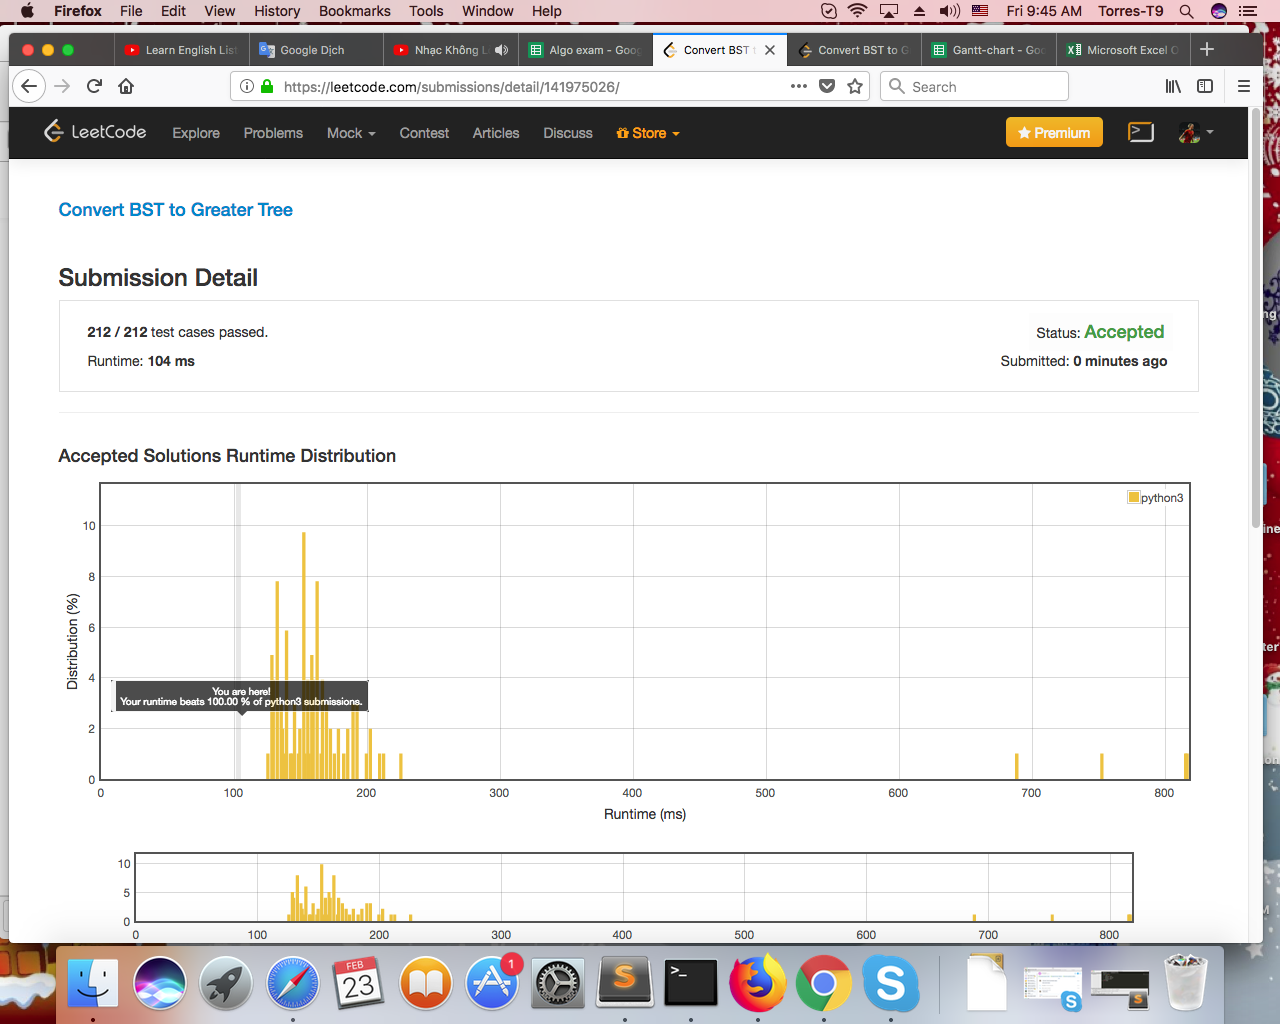 Firefox File Edit View History Bookmarks Tools Window Help Fri 9:45 AM Torres-T9
Learn English List Google Dịch Nhạc Không L Algo exam - Goo Convert BST t Convert BST to G Gantt-chart - Goo Microsoft Excel O
https://leetcode.com/submissions/detail/141975026/ Search
LeetCode Explore Problems Mock Contest Articles Discuss Store Premium
Convert BST to Greater Tree
Submission Detail
212 / 212 test cases passed. Status: Accepted
Runtime: 104 ms Submitted: 0 minutes ago
Accepted Solutions Runtime Distribution
python3
10
8
6
4
2
0
Distribution (%)
You are here!
Your runtime beats 100.00 % of python3 submissions.
0 100 200 300 400 500 600 700 800
Runtime (ms)
10
5
0
0 100 200 300 400 500 600 700 800
FEB
23
1